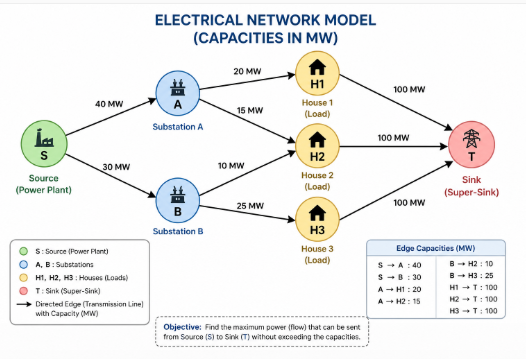 ELECTRICAL NETWORK MODEL
(CAPACITIES IN MW)
20 MW
H1
House 1
(Load)
100 MW
40 MW
A
Substation A
15 MW
S
Source
(Power Plant)
H2
House 2
(Load)
100 MW
T
Sink
(Super-Sink)
30 MW
10 MW
B
Substation B
25 MW
H3
House 3
(Load)
100 MW
S : Source (Power Plant)
A, B : Substations
H1, H2, H3 : Houses (Loads)
T : Sink (Super-Sink)
Directed Edge (Transmission Line)
with Capacity (MW)
Edge Capacities (MW)
S → A : 40
S → B : 30
A → H1 : 20
A → H2 : 15
B → H2 : 10
B → H3 : 25
H1 → T : 100
H2 → T : 100
H3 → T : 100
Objective: Find the maximum power (flow) that can be sent
from Source (S) to Sink (T) without exceeding the capacities.